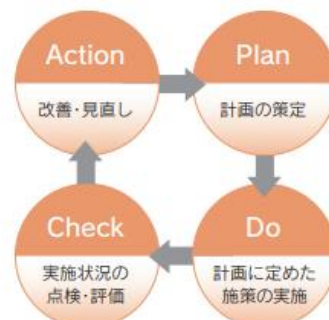 Action
改善・見直し
Plan
計画の策定
Check
実施状況の
点検・評価
Do
計画に定めた
施策の実施